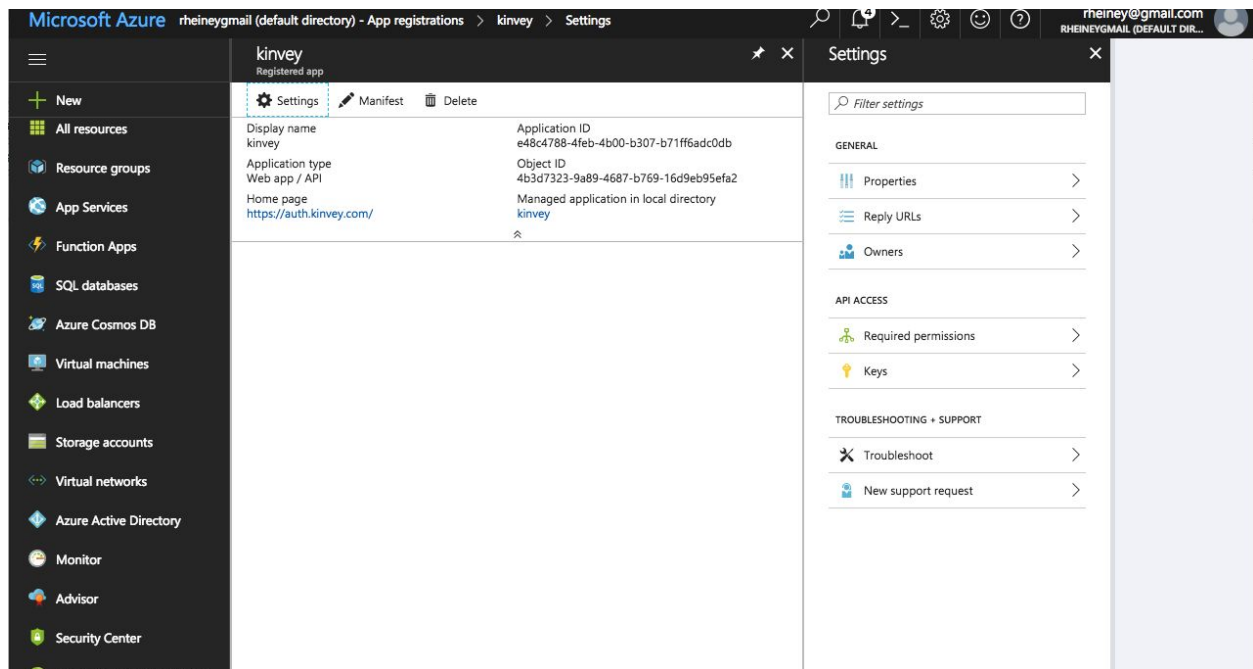 Microsoft Azure rheineygmail (default directory) - App registrations > kinvey > Settings
4
rheiney@gmail.com
RHEINEYGMAIL (DEFAULT DIR...
kinvey
Registered app
Settings
New
All resources
Resource groups
App Services
Function Apps
SQL databases
Azure Cosmos DB
Virtual machines
Load balancers
Storage accounts
Virtual networks
Azure Active Directory
Monitor
Advisor
Security Center
Settings Manifest Delete
Display name
kinvey
Application type
Web app / API
Home page
https://auth.kinvey.com/
Application ID
e48c4788-4feb-4b00-b307-b71ff6adc0db
Object ID
4b3d7323-9a89-4687-b769-16d9eb95efa2
Managed application in local directory
kinvey
Filter settings
GENERAL
Properties
Reply URLs
Owners
API ACCESS
Required permissions
Keys
TROUBLESHOOTING + SUPPORT
Troubleshoot
New support request